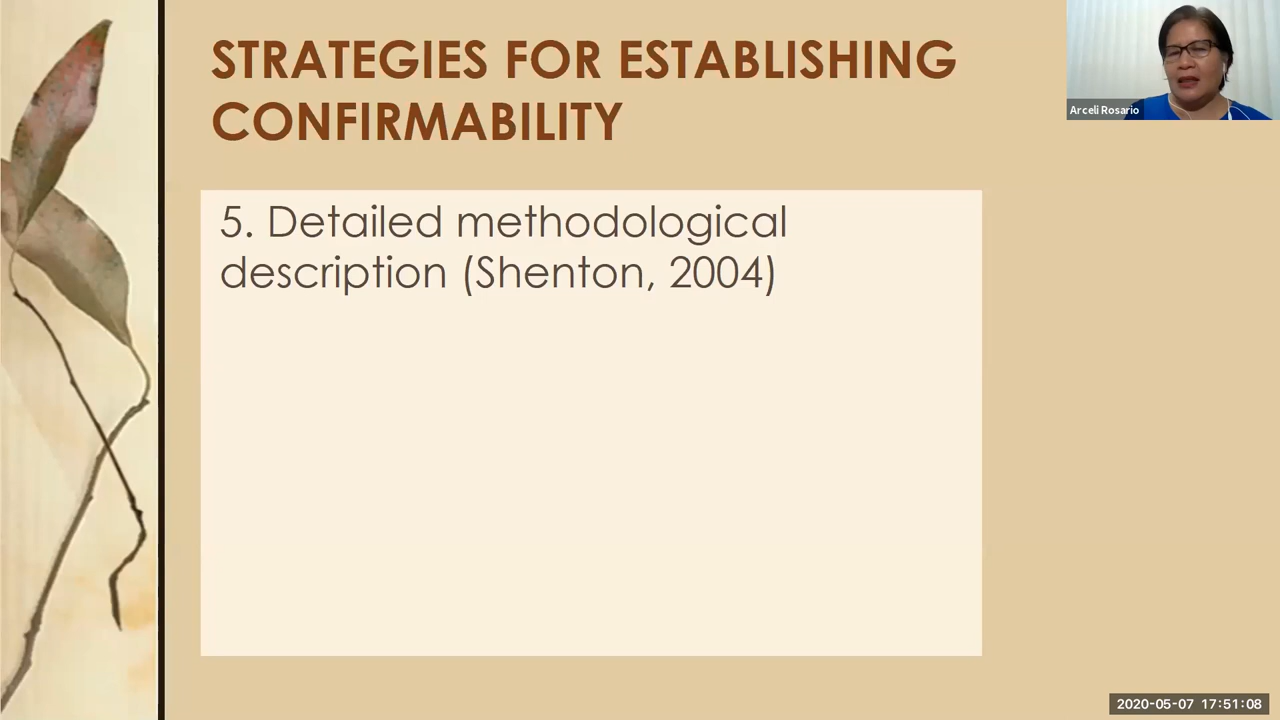 STRATEGIES FOR ESTABLISHING
CONFIRMABILITY
Arceli Rosario
5. Detailed methodological
description (Shenton, 2004)
2020-05-07 17:51:08